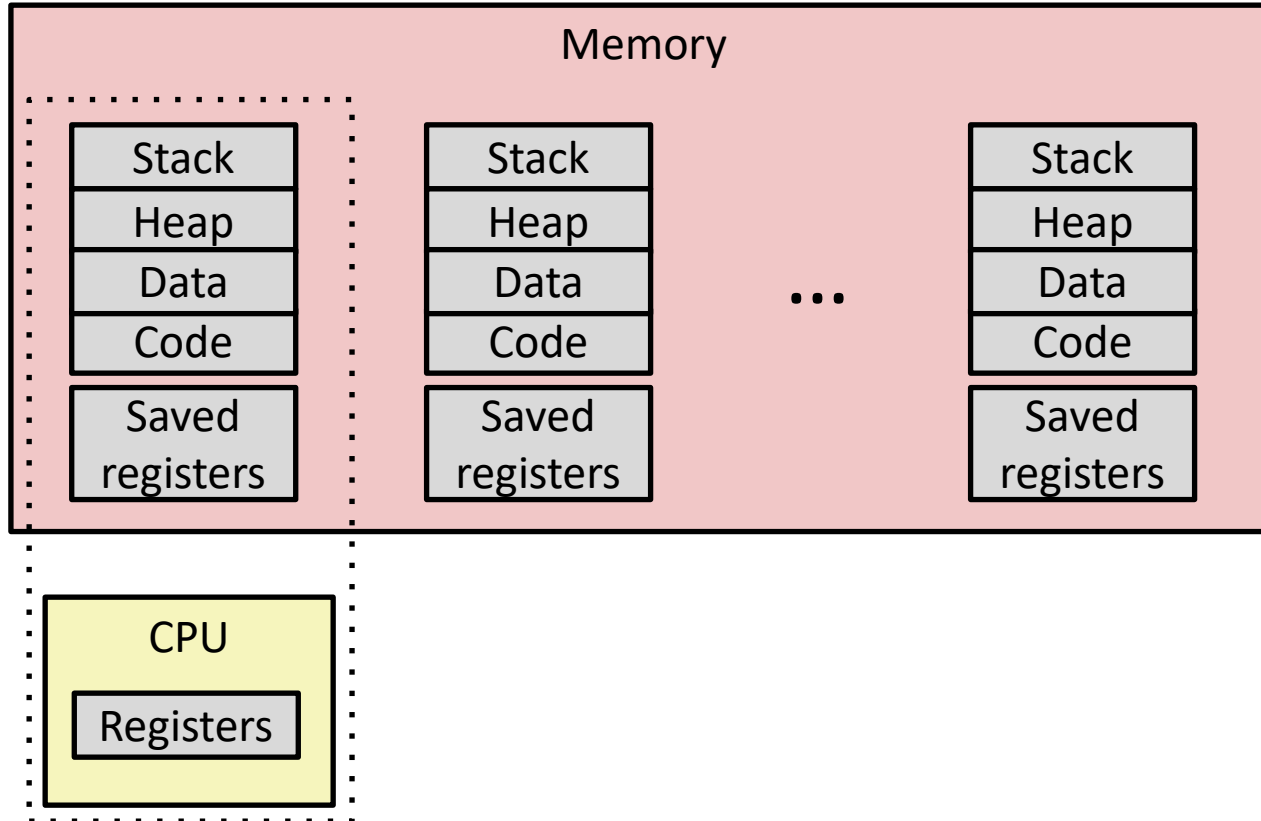 Memory
Stack
Heap
Data
Code
Saved
registers
Stack
Heap
Data
Code
Saved
registers
...
Stack
Heap
Data
Code
Saved
registers
CPU
Registers